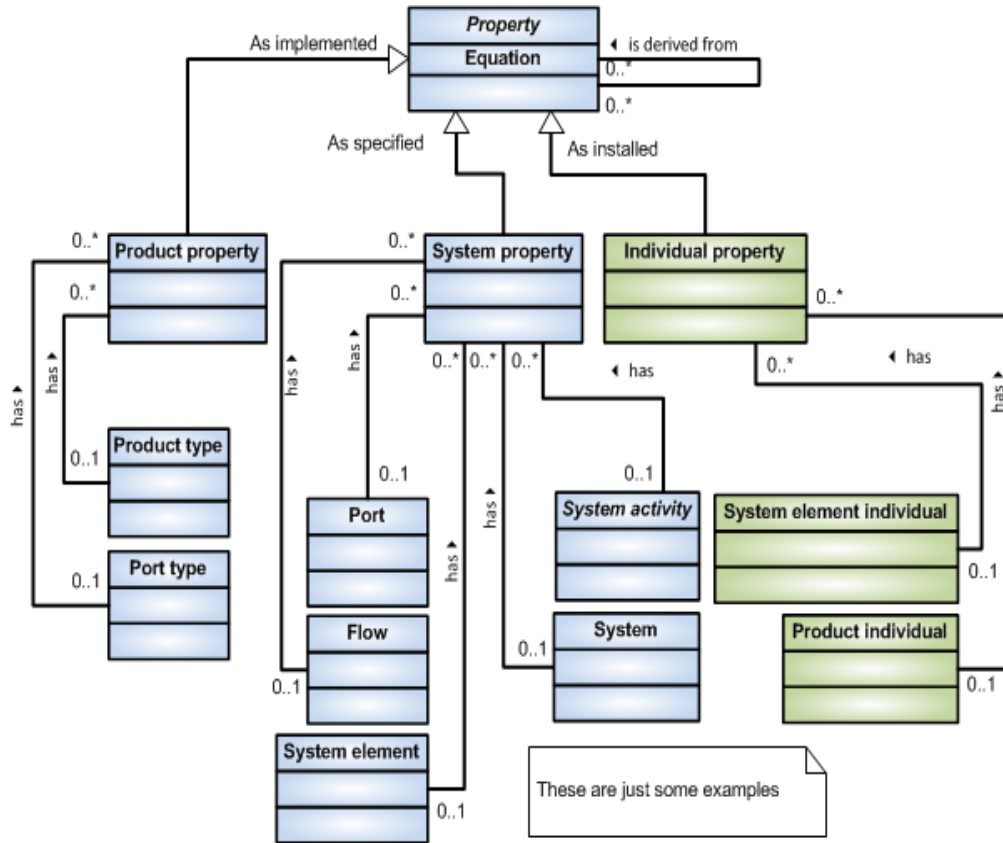 Property
As implemented
◄ is derived from
Equation
0..*
0..*
As specified
As installed
0..*
Product property
0..*
System property
Individual property
0..*
0..*
0..*
has ►
has ►
has ►
has ►
0..*
0..*
0..*
◄ has
0..*
◄ has
has ►
has ►
has ►
Product type
0..1
0..1
0..1
Port
System activity
System element individual
Port type
0..1
0..1
Flow
System
Product individual
0..1
0..1
0..1
System element
0..1
These are just some examples